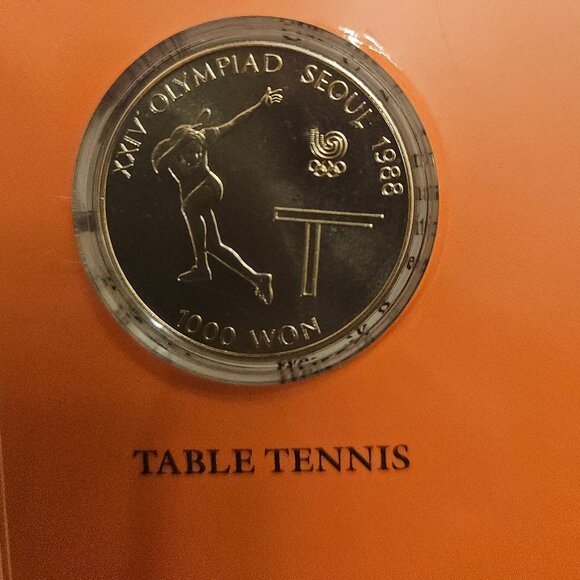 XXIV OLYMPIAD SEOUL 1988
1000 WON
TABLE TENNIS